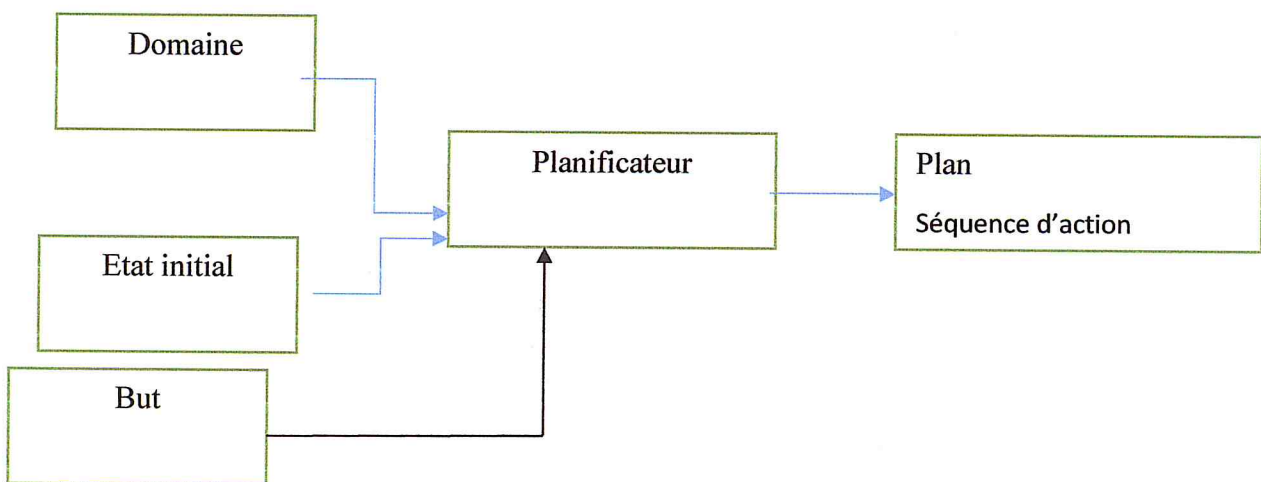 Domaine
Planificateur
Plan
Séquence d’action
Etat initial
But